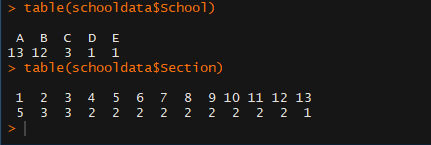 > table(schooldata$School)
A B C D E
13 12 3 1 1
> table(schooldata$Section)
1 2 3 4 5 6 7 8 9 10 11 12 13
5 3 3 2 2 2 2 2 2 2 2 2 1
>